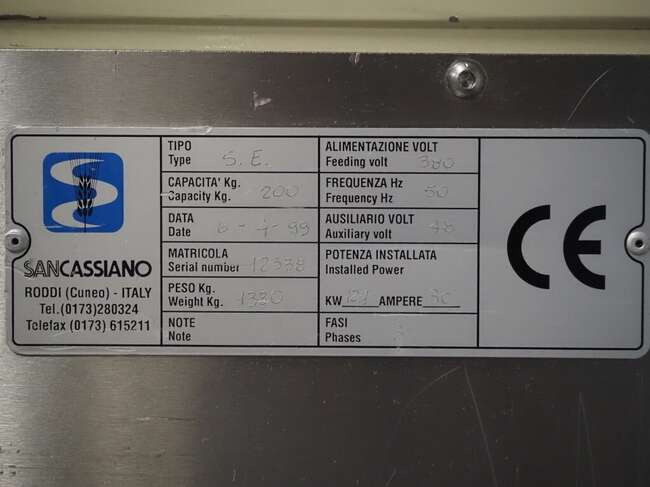 TIPO
Type S.E.
CAPACITA' Kg.
Capacity Kg. 200
DATA
Date 6-4-99
MATRICOLA
Serial number 12338
PESO Kg.
Weight Kg. 1320
NOTE
Note
ALIMENTAZIONE VOLT
Feeding volt 380
FREQUENZA Hz
Frequency Hz 50
AUSILIARIO VOLT
Auxiliary volt
POTENZA INSTALLATA
Installed Power
KW AMPERE
FASI
Phases 3
CE
SANCASSIANO
RODDI (Cuneo) - ITALY
Tel.(0173)280324
Telefax (0173) 615211